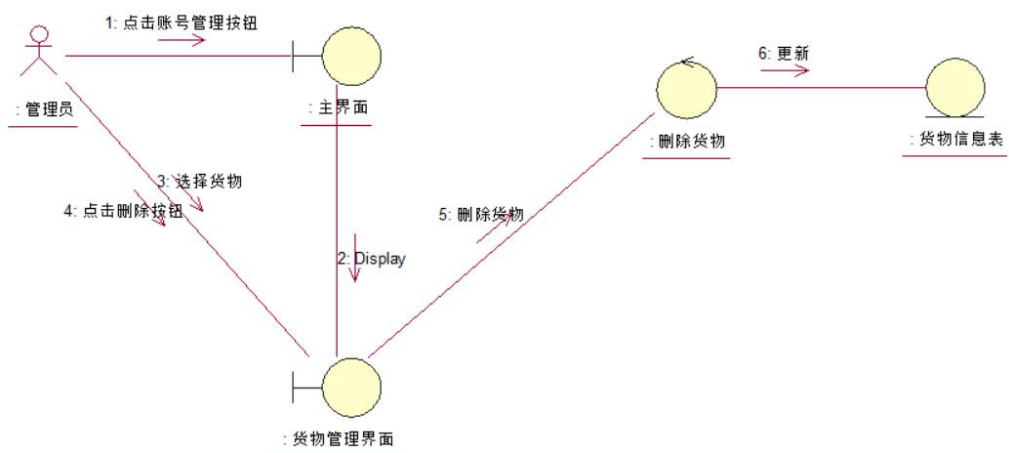 1: 点击账号管理按钮
6: 更新
: 管理员
: 主界面
: 删除货物
: 货物信息表
3: 选择货物
4: 点击删除按钮
5: 删除货物
2: Display
: 货物管理界面